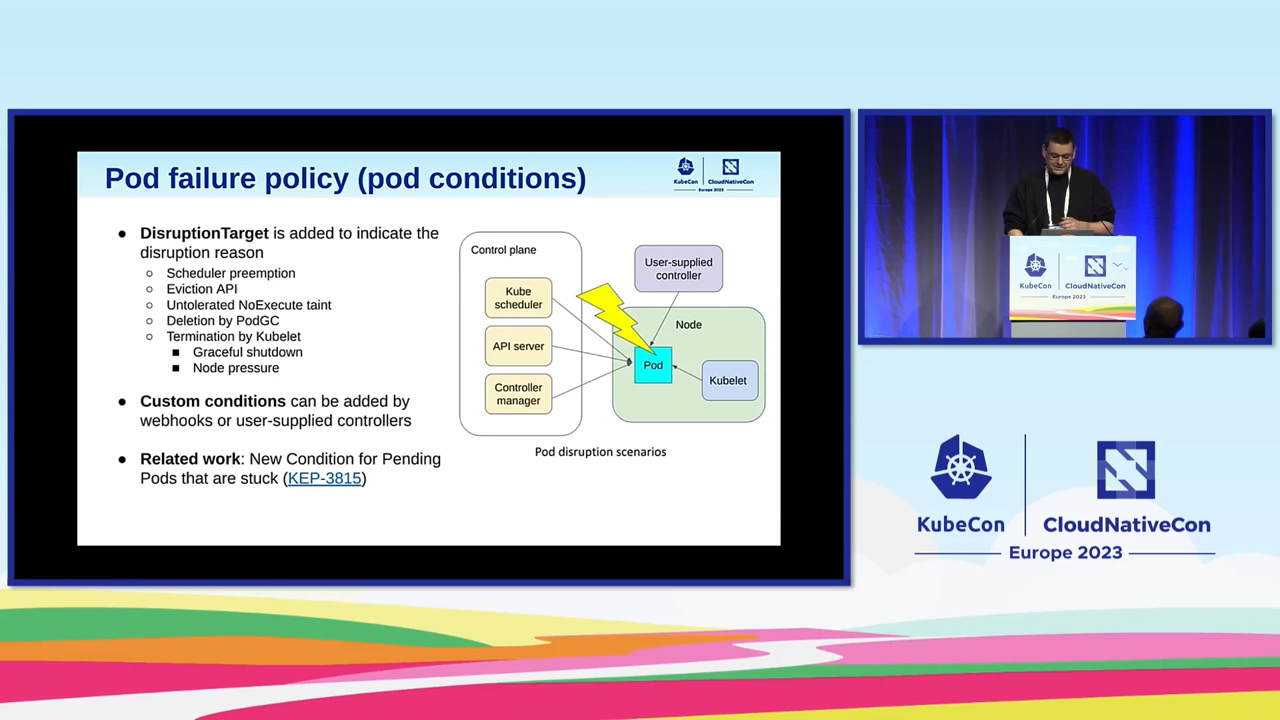 Pod failure policy (pod conditions)
KubeCon
CloudNativeCon
Europe 2023
● DisruptionTarget is added to indicate the
disruption reason
○ Scheduler preemption
○ Eviction API
○ Untolerated NoExecute taint
○ Deletion by PodGC
○ Termination by Kubelet
■ Graceful shutdown
■ Node pressure
● Custom conditions can be added by
webhooks or user-supplied controllers
● Related work: New Condition for Pending
Pods that are stuck (KEP-3815)
Control plane
Kube
scheduler
API server
Controller
manager
User-supplied
controller
Node
Pod
Kubelet
Pod disruption scenarios
KubeCon
CloudNativeCon
Europe 2023
KubeCon
CloudNativeCon
Europe 2023